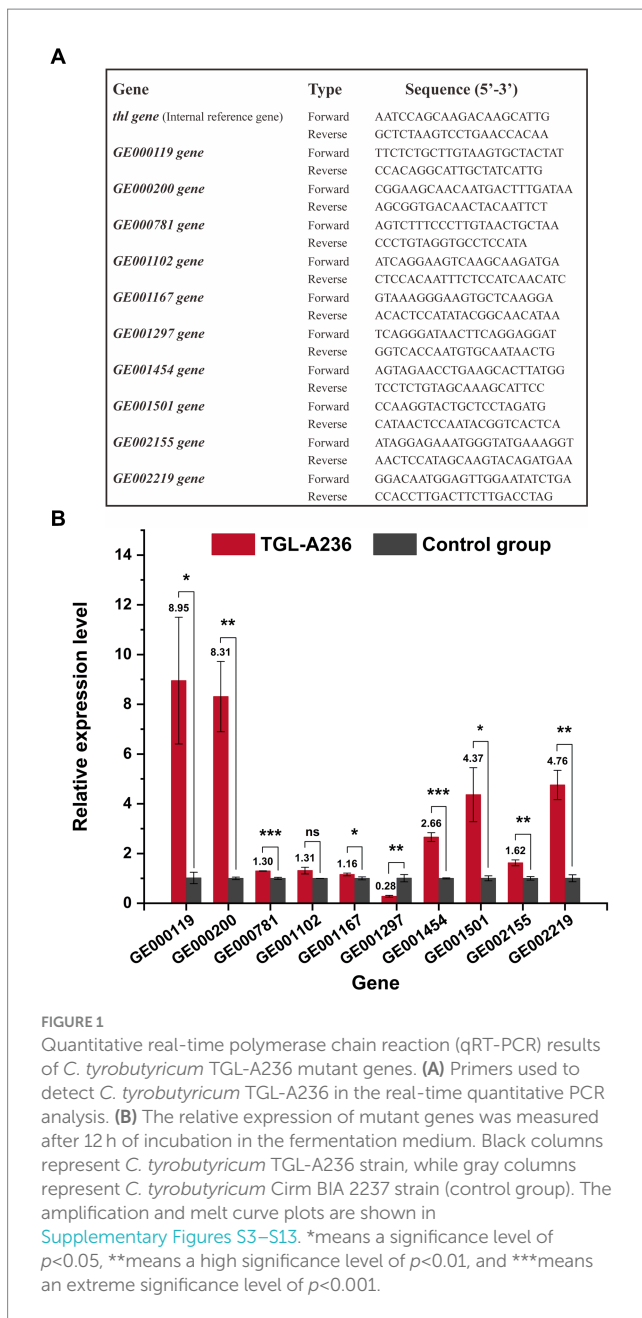 A
Gene Type Sequence (5’-3’)
thl gene (Internal reference gene) Forward AATCCAGCAAGACAAGCATTG
Reverse GCTCTAAGTCCTGAACCACAA
GE000119 gene Forward TTCTCTGCTTGTAAGTGCTACTAT
Reverse CCACAGGCATTGCTATCATTG
GE000200 gene Forward CGGAAGCAACAATGACTTTGATAA
Reverse AGCGGTGACAACTACAATTCT
GE000781 gene Forward AGTCTTTCCCTTGTAACTGCTAA
Reverse CCCTGTAGGTGCCTCCATA
GE001102 gene Forward ATCAGGAAGTCAAGCAAGATGA
Reverse CTCCACAATTTCTCCATCAACATC
GE001167 gene Forward GTAAAGGGAAGTGCTCAAGGA
Reverse ACACTCCATATACGGCAACATAA
GE001297 gene Forward TCAGGGATAACTTCAGGAGGAT
Reverse GGTCACCAATGTGCAATAACTG
GE001454 gene Forward AGTAGAACCTGAAGCACTTATGG
Reverse TCCTCTGTAGCAAAGCATTCC
GE001501 gene Forward CCAAGGTACTGCTCCTAGATG
Reverse CATAACTCCAATACGGTCACTCA
GE002155 gene Forward ATAGGAGAAATGGGTATGAAAGGT
Reverse AACTCCATAGCAAGTACAGATGAA
GE002219 gene Forward GGACAATGGAGTTGGAATATCTGA
Reverse CCACCTTGACTTCTTGACCTAG
B
TGL-A236 Control group
Relative expression level
14
12
10
8
6
4
2
0
*
8.95
**
8.31
***
1.30
ns
1.31
*
1.16
**
0.28
***
2.66
*
4.37
**
1.62
**
4.76
GE000119 GE000200 GE000781 GE001102 GE001167 GE001297 GE001454 GE001501 GE002155 GE002219
Gene
FIGURE 1
Quantitative real-time polymerase chain reaction (qRT-PCR) results
of C. tyrobutyricum TGL-A236 mutant genes. (A) Primers used to
detect C. tyrobutyricum TGL-A236 in the real-time quantitative PCR
analysis. (B) The relative expression of mutant genes was measured
after 12 h of incubation in the fermentation medium. Black columns
represent C. tyrobutyricum TGL-A236 strain, while gray columns
represent C. tyrobutyricum Cirm BIA 2237 strain (control group). The
amplification and melt curve plots are shown in
Supplementary Figures S3–S13. *means a significance level of
p<0.05, **means a high significance level of p<0.01, and ***means
an extreme significance level of p<0.001.